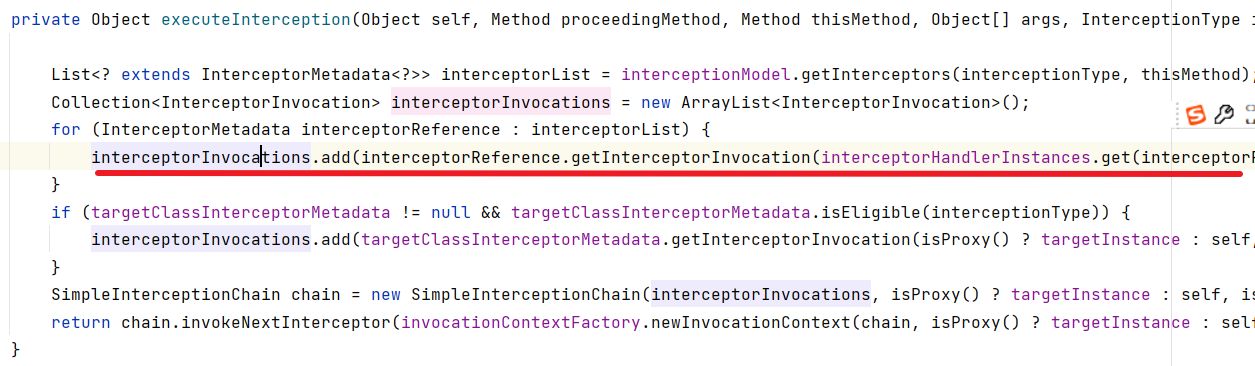 private Object executeInterception(Object self, Method proceedingMethod, Method thisMethod, Object[] args, InterceptionType i
List<? extends InterceptorMetadata<?>> interceptorList = interceptionModel.getInterceptors(interceptionType, thisMethod);
Collection<InterceptorInvocation> interceptorInvocations = new ArrayList<InterceptorInvocation>();
for (InterceptorMetadata interceptorReference : interceptorList) {
interceptorInvocations.add(interceptorReference.getInterceptorInvocation(interceptorHandlerInstances.get(interceptorR
}
if (targetClassInterceptorMetadata != null && targetClassInterceptorMetadata.isEligible(interceptionType)) {
interceptorInvocations.add(targetClassInterceptorMetadata.getInterceptorInvocation(isProxy() ? targetInstance : self,
}
SimpleInterceptionChain chain = new SimpleInterceptionChain(interceptorInvocations, isProxy() ? targetInstance : self, is
return chain.invokeNextInterceptor(invocationContextFactory.newInvocationContext(chain, isProxy() ? targetInstance : self
}